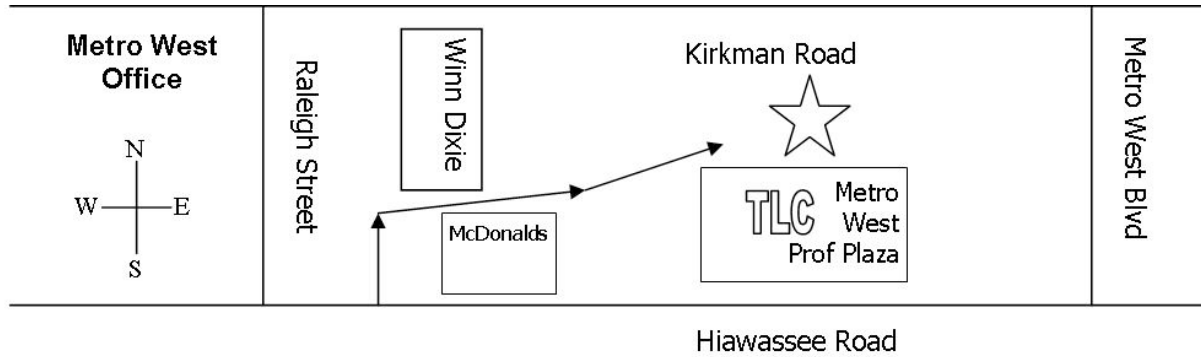 Metro West
Office
N
W
E
S
Raleigh Street
Winn Dixie
McDonalds
Kirkman Road
TLC
Metro
West
Prof Plaza
Metro West Blvd
Hiawassee Road